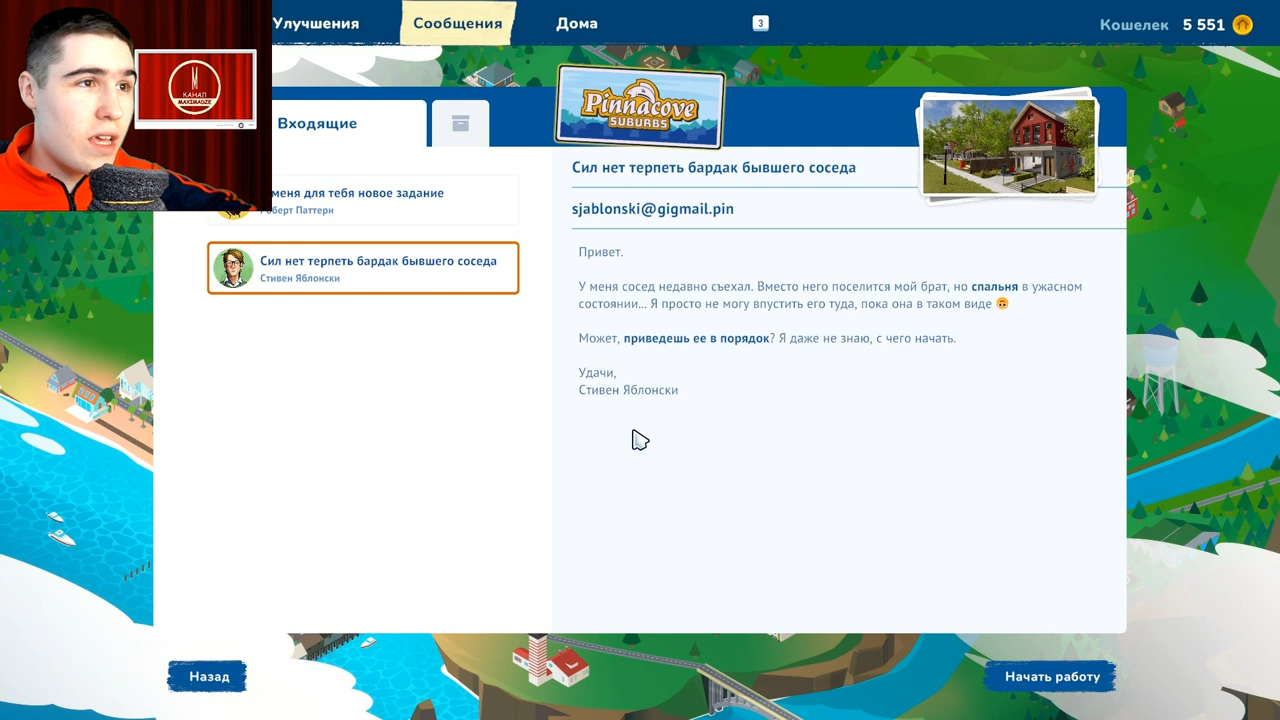 Улучшения
Сообщения
Дома
3
Кошелек 5 551
КАНАЛ
MAXIMADZE
Входящие
Pinnacove
SUBURBS
меня для тебя новое задание
Роберт Паттерн
Сил нет терпеть бардак бывшего соседа
Стивен Яблонски
Сил нет терпеть бардак бывшего соседа
sjablonski@gigmail.pin
Привет.
У меня сосед недавно съехал. Вместо него поселится мой брат, но спальня в ужасном
состоянии... Я просто не могу впустить его туда, пока она в таком виде 🙃
Может, приведешь ее в порядок? Я даже не знаю, с чего начать.
Удачи,
Стивен Яблонски
Назад
Начать работу